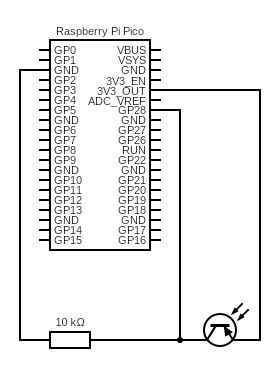 Raspberry Pi Pico
GP0 VBUS
GP1 VSYS
GND GND
GP2 3V3_EN
GP3 3V3_OUT
GP4 ADC_VREF
GP5 GP28
GND GND
GP6 GP27
GP7 GP26
GP8 RUN
GP9 GP22
GND GND
GP10 GP21
GP11 GP20
GP12 GP19
GP13 GP18
GND GND
GP14 GP17
GP15 GP16
10 kΩ